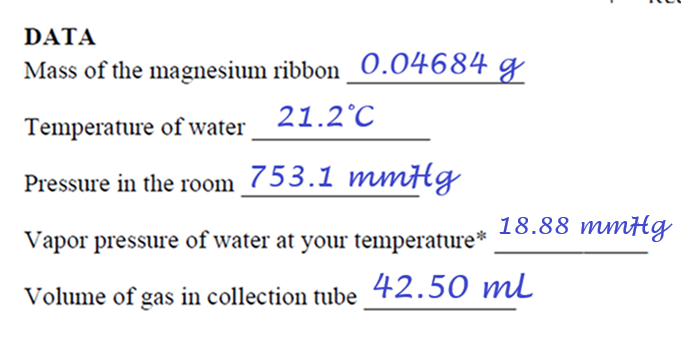 DATA
Mass of the magnesium ribbon 0.04684 g
Temperature of water 21.2°C
Pressure in the room 753.1 mmHg
Vapor pressure of water at your temperature* 18.88 mmHg
Volume of gas in collection tube 42.50 mL